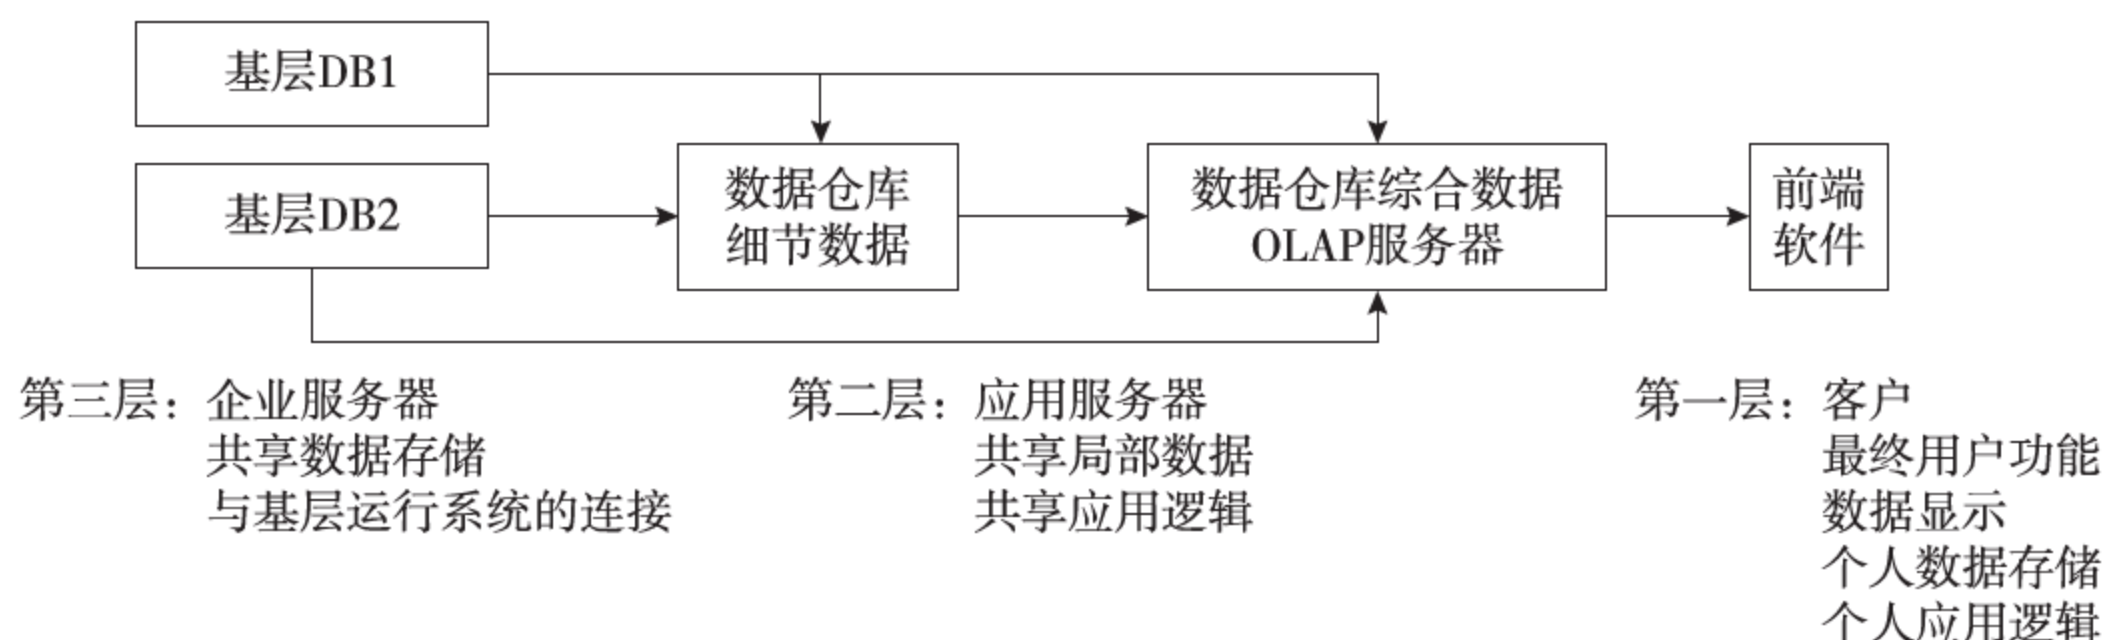 基层DB1
基层DB2
数据仓库
细节数据
数据仓库综合数据
OLAP服务器
前端
软件
第三层：企业服务器
共享数据存储
与基层运行系统的连接
第二层：应用服务器
共享局部数据
共享应用逻辑
第一层：客户
最终用户功能
数据显示
个人数据存储
个人应用逻辑